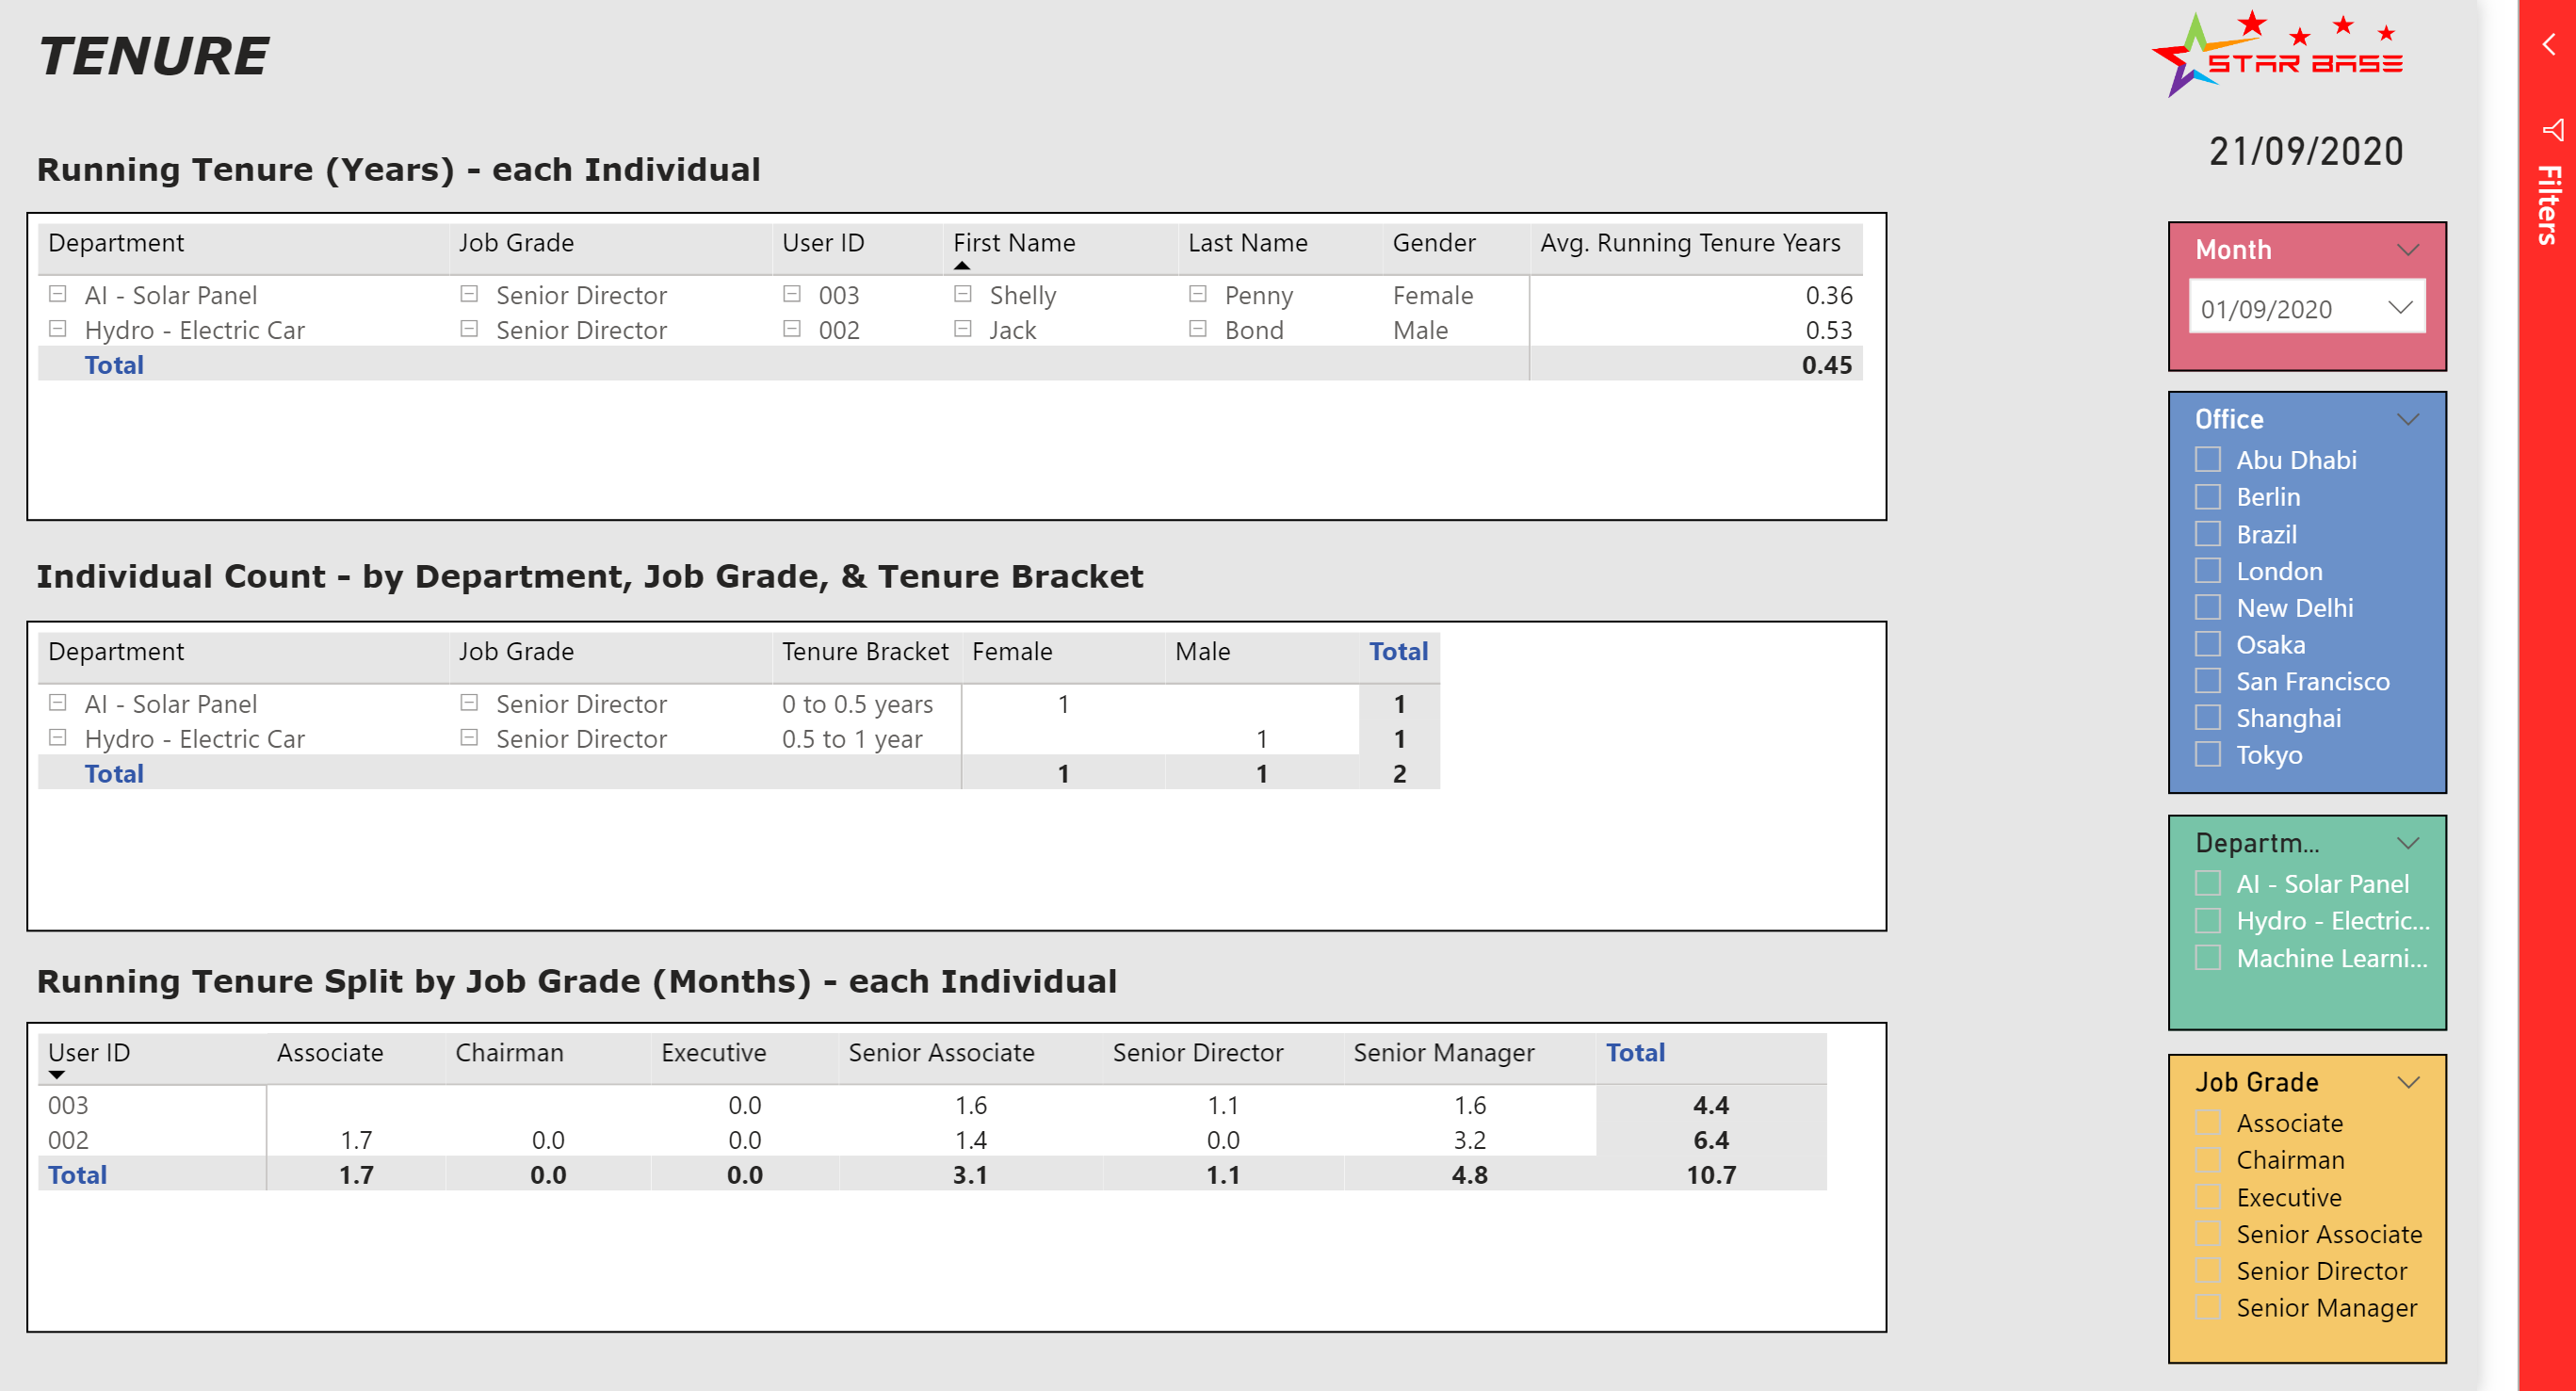 TENURE
STAR BASE
21/09/2020
Running Tenure (Years) - each Individual
Department Job Grade User ID First Name Last Name Gender Avg. Running Tenure Years
AI - Solar Panel Senior Director 003 Shelly Penny Female 0.36
Hydro - Electric Car Senior Director 002 Jack Bond Male 0.53
Total 0.45
Individual Count - by Department, Job Grade, & Tenure Bracket
Department Job Grade Tenure Bracket Female Male Total
AI - Solar Panel Senior Director 0 to 0.5 years 1 1
Hydro - Electric Car Senior Director 0.5 to 1 year 1 1
Total 1 1 2
Running Tenure Split by Job Grade (Months) - each Individual
User ID Associate Chairman Executive Senior Associate Senior Director Senior Manager Total
003 0.0 1.6 1.1 1.6 4.4
002 1.7 0.0 0.0 1.4 0.0 3.2 6.4
Total 1.7 0.0 0.0 3.1 1.1 4.8 10.7
Month
01/09/2020
Office
Abu Dhabi
Berlin
Brazil
London
New Delhi
Osaka
San Francisco
Shanghai
Tokyo
Departm...
AI - Solar Panel
Hydro - Electric...
Machine Learni...
Job Grade
Associate
Chairman
Executive
Senior Associate
Senior Director
Senior Manager
Filters